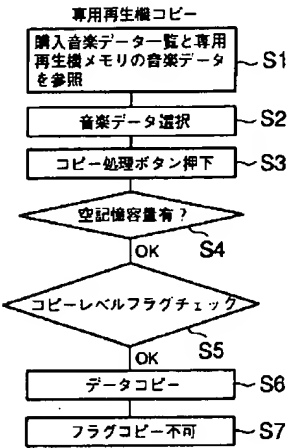 専用再生機コピー
購入音楽データ一覧と専用
再生機メモリの音楽データ
を参照
S1
音楽データ選択
S2
コピー処理ボタン押下
S3
空記憶容量有?
S4
OK
コピーレベルフラグチェック
S5
OK
データコピー
S6
フラグコピー不可
S7